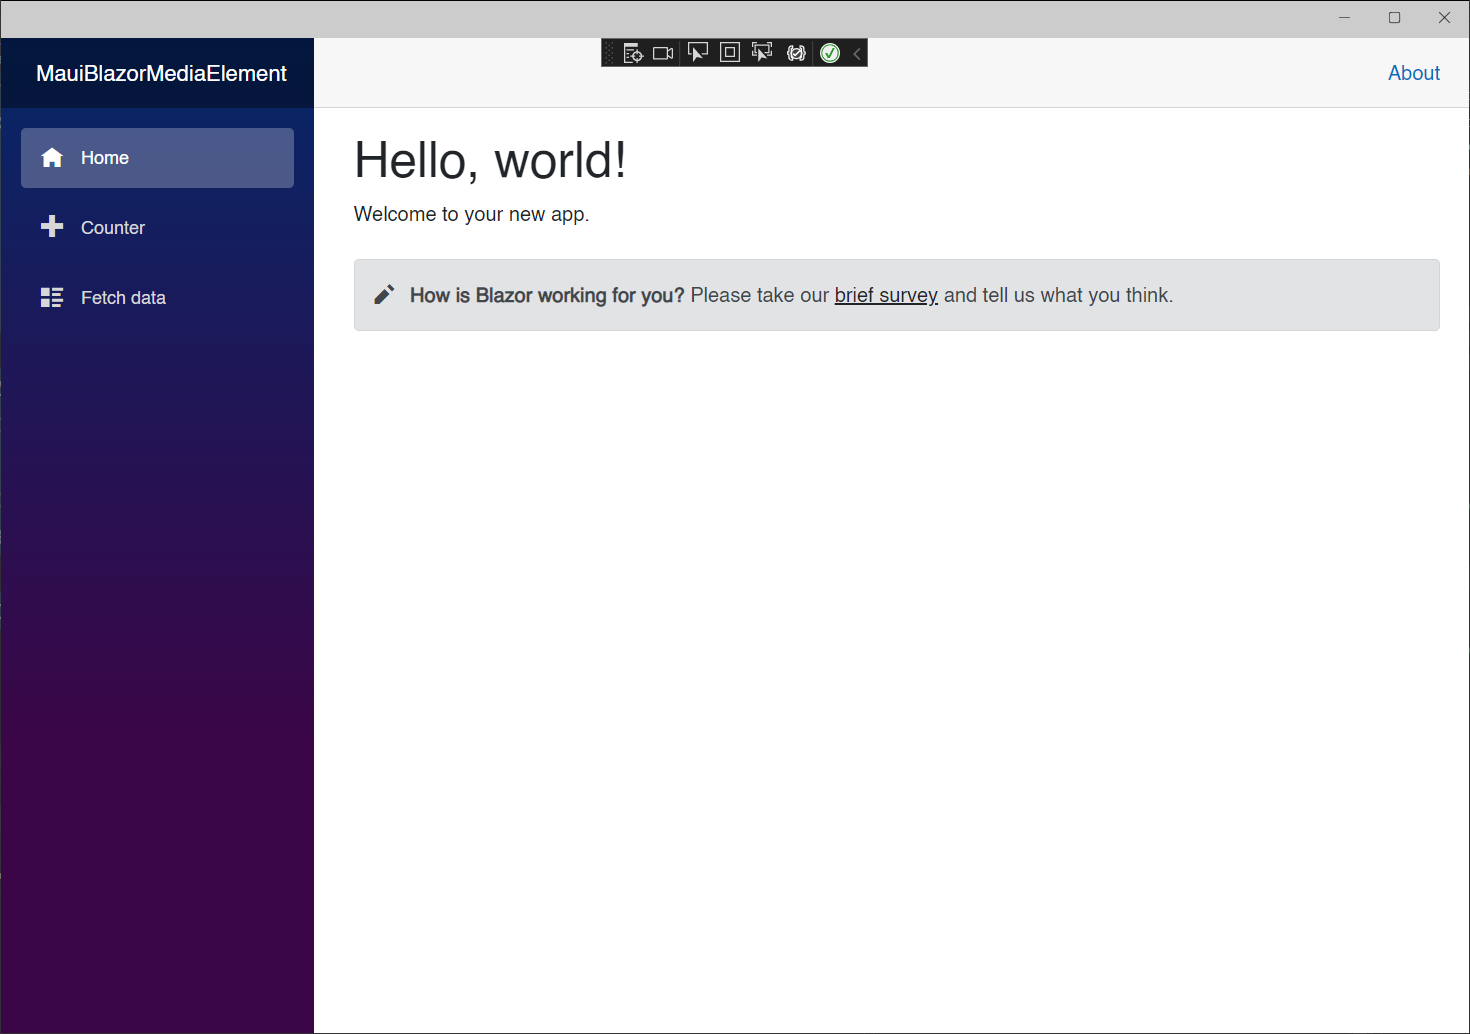 MauiBlazorMediaElement
About
Home
Counter
Fetch data
Hello, world!
Welcome to your new app.
How is Blazor working for you? Please take our brief survey and tell us what you think.